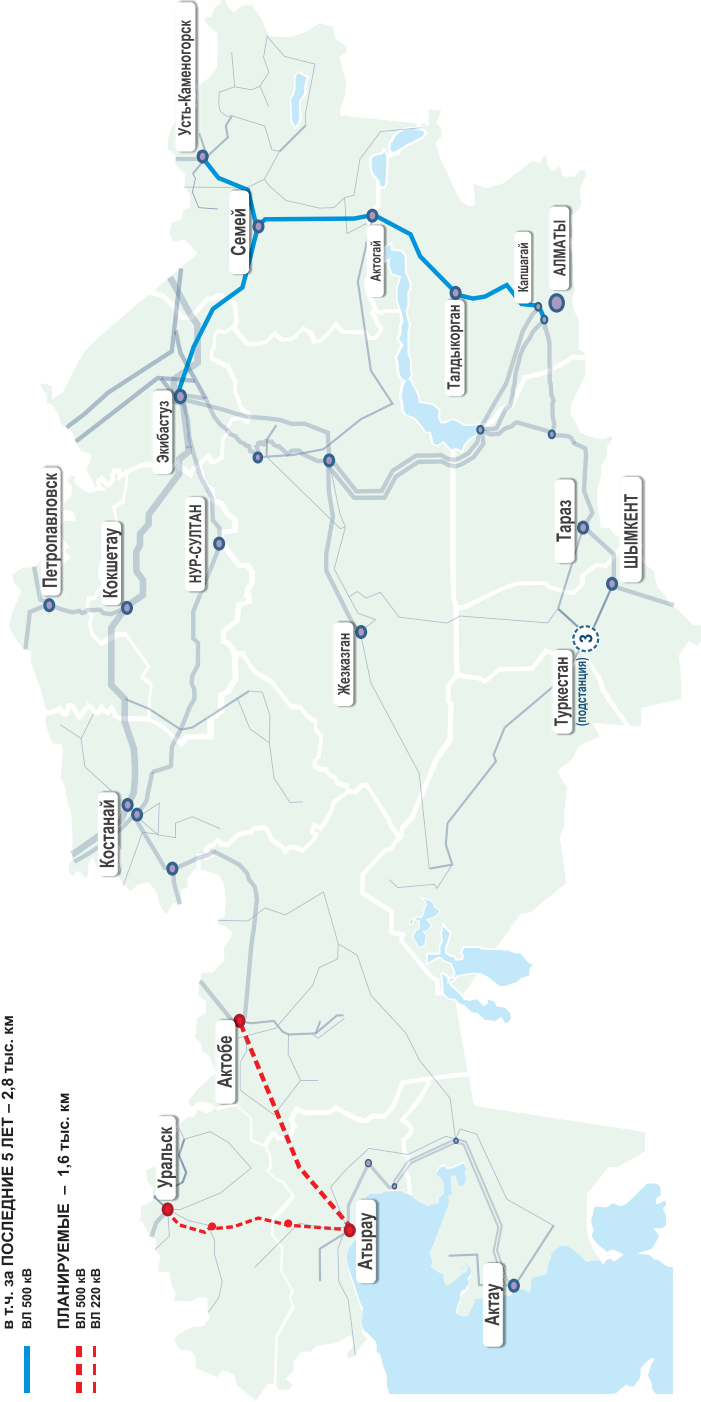 в т.ч. за ПОСЛЕДНИЕ 5 ЛЕТ – 2,8 тыс. км
ВЛ 500 кВ
ПЛАНИРУЕМЫЕ – 1,6 тыс. км
ВЛ 500 кВ
ВЛ 220 кВ
Петропавловск
Кокшетау
Костанай
Экибастуз
НУР-СУЛТАН
Усть-Каменогорск
Семей
Уральск
Актобе
Жезказган
Актогай
Атырау
Талдыкорган
Капшагай
АЛМАТЫ
Актау
Тараз
Туркестан
(подстанция)
3
ШЫМКЕНТ